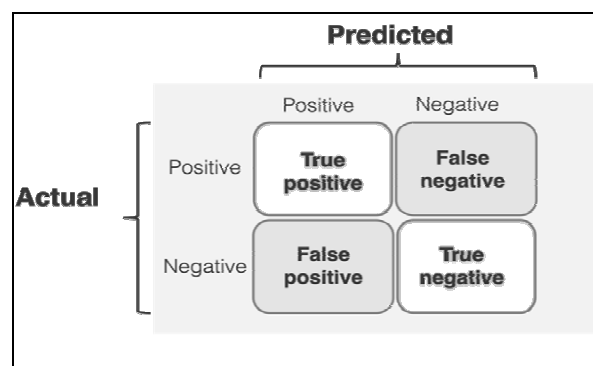 Predicted
Positive Negative
Actual
Positive
True
positive
False
negative
Negative
False
positive
True
negative